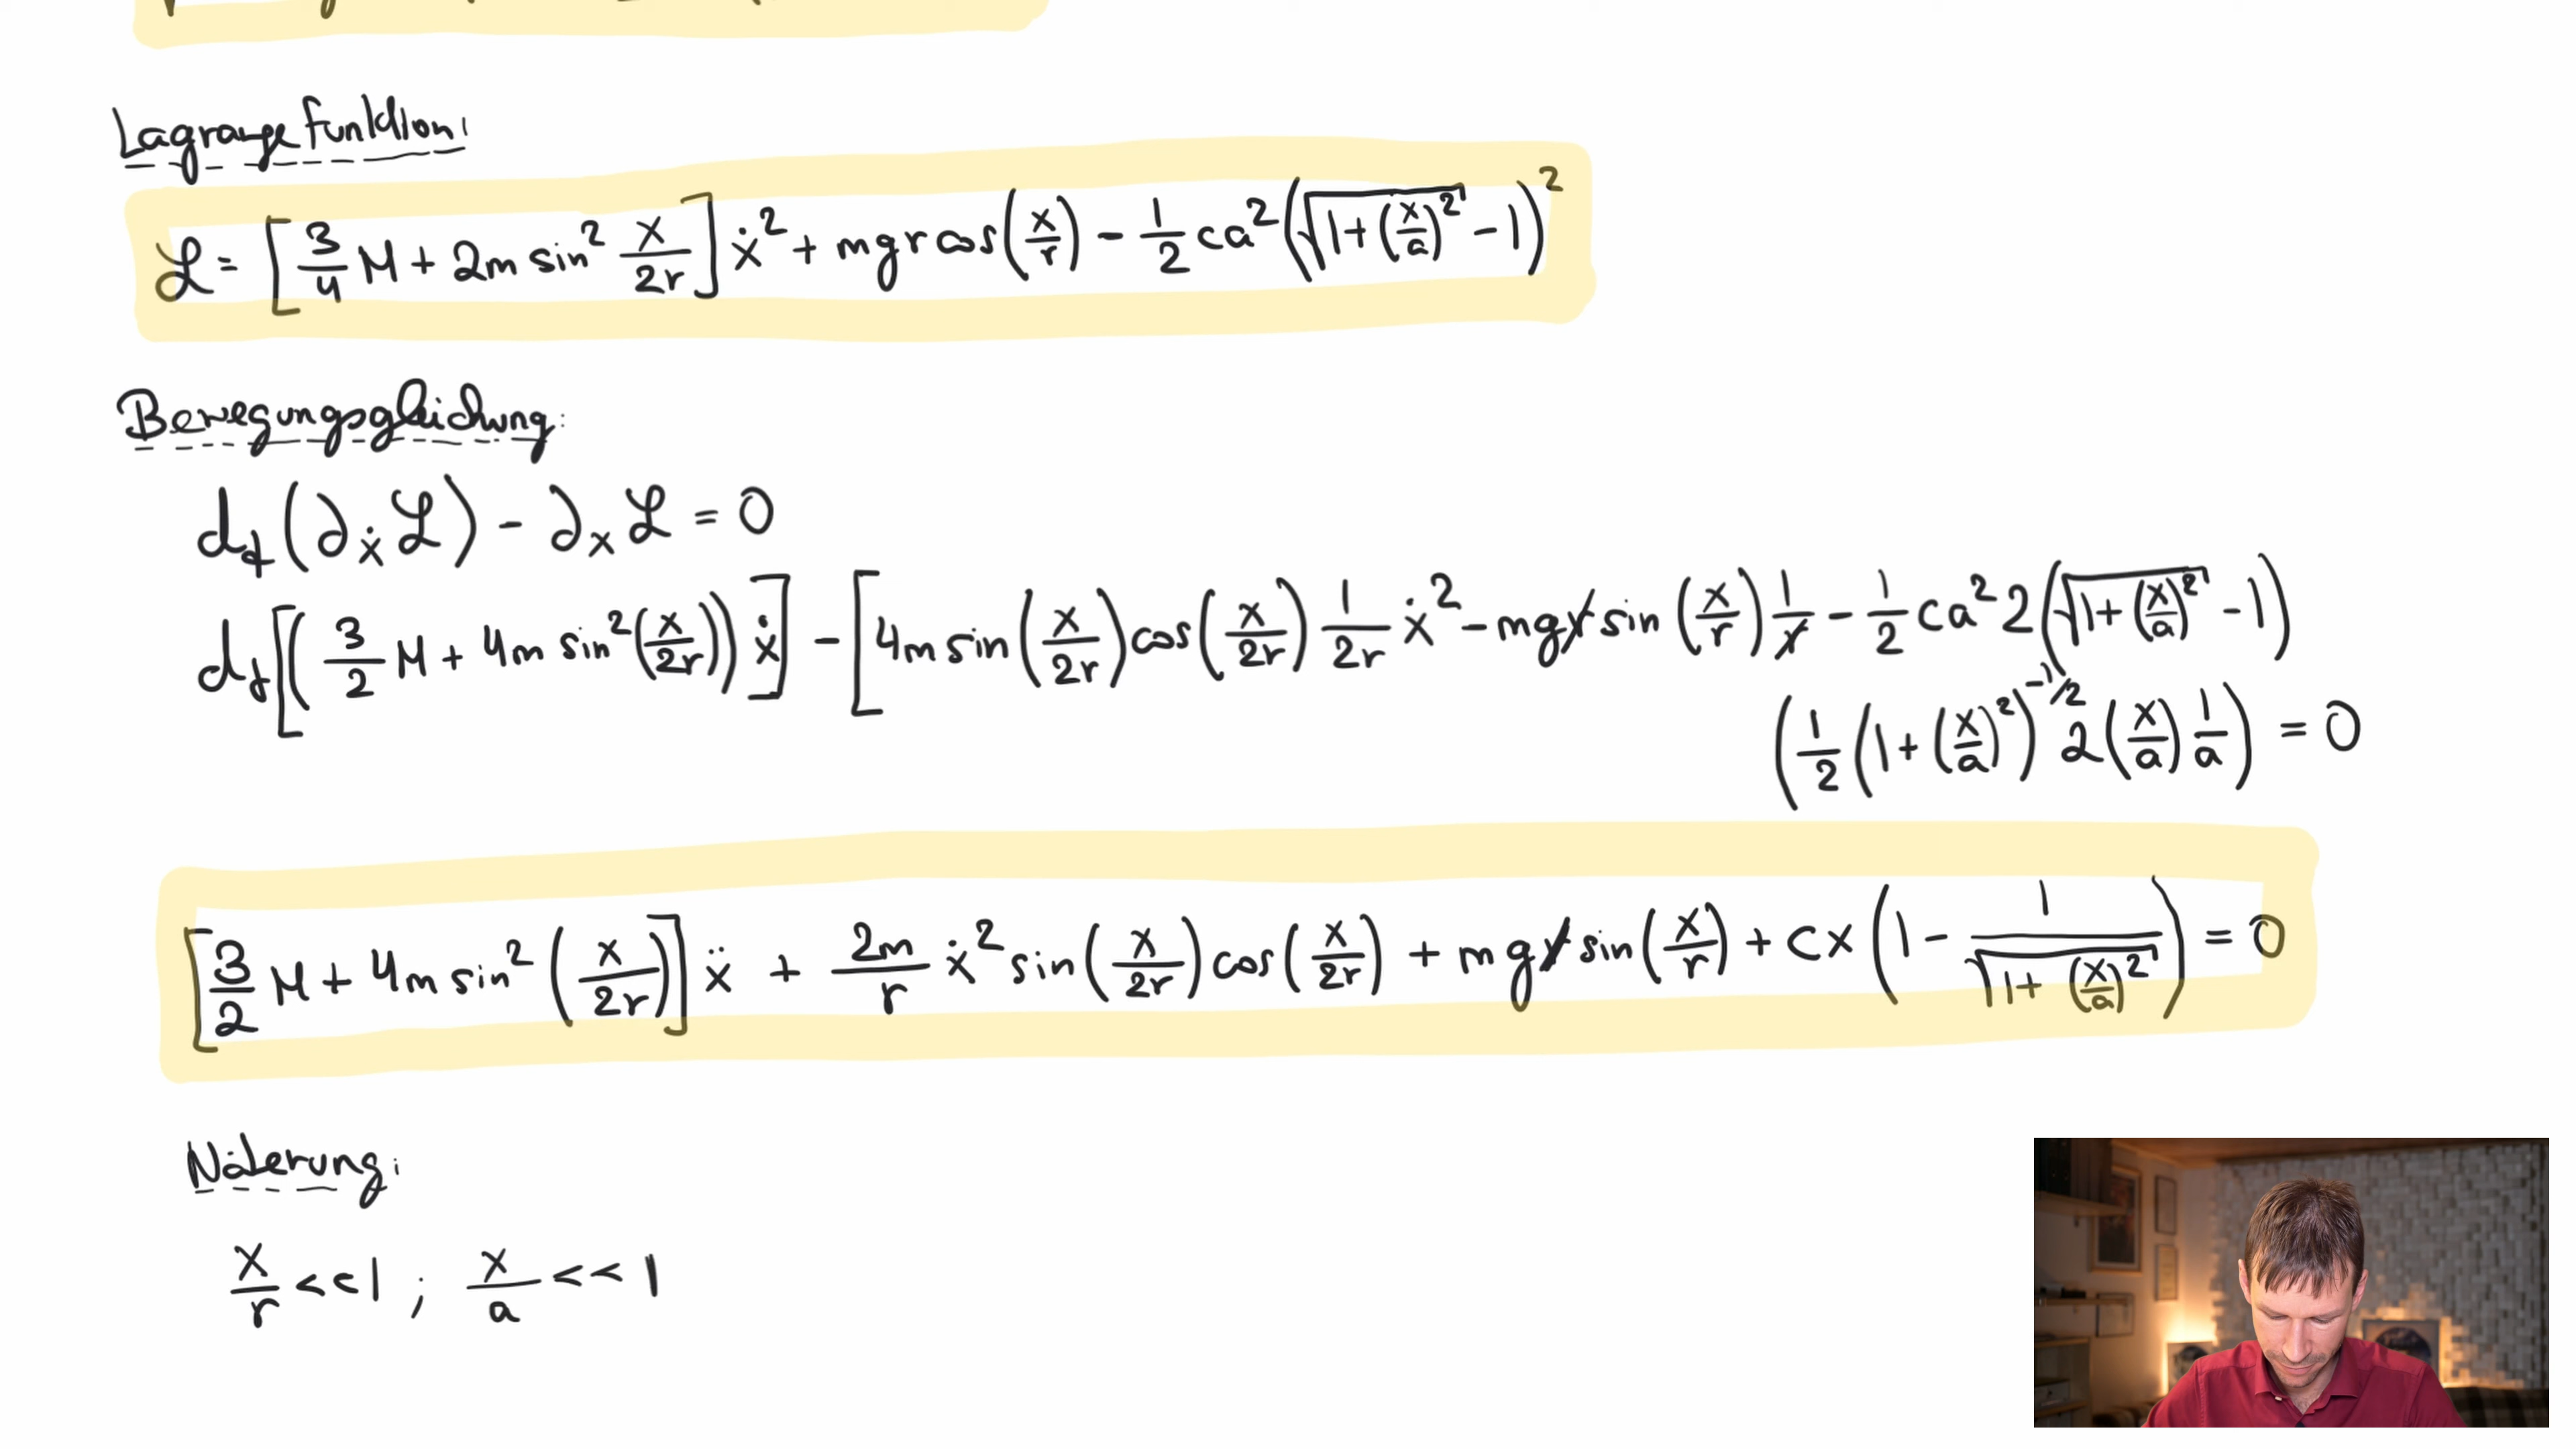 Lagrangefunktion:
ℒ = [3/4 M + 2m sin² x/2r] ẋ² + mgr cos(x/r) - 1/2 ca² (√(1+(x/a)²) - 1)²
Bewegungsgleichung:
d_t (∂_ẋ ℒ) - ∂_x ℒ = 0
d_t [(3/2 M + 4m sin²(x/2r)) ẋ] - [4m sin(x/2r) cos(x/2r) 1/2r ẋ² - mgr sin(x/r) 1/r - 1/2 ca² 2 (√(1+(x/a)²) - 1)
(1/2 (1+(x/a)²)^(-1/2) 2 (x/a) 1/a) = 0
[3/2 M + 4m sin²(x/2r)] ẍ + 2m/r ẋ² sin(x/2r) cos(x/2r) + mgr sin(x/r) + cx (1 - 1/√(1+(x/a)²)) = 0
Näherung:
x/r << 1 ; x/a << 1